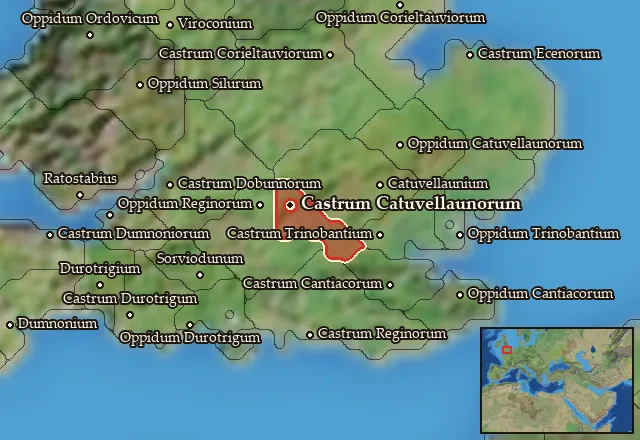 Oppidum Ordovicum
Viroconium
Oppidum Corieltauviorum
Castrum Corieltauviorum
Castrum Ecenorum
Oppidum Silurum
Oppidum Catuvellaunorum
Ratostabius
Castrum Dobunnorum
Catuvellaunium
Oppidum Reginorum
Castrum Catuvellaunorum
Castrum Dumnoniorum
Castrum Trinobantium
Oppidum Trinobantium
Sorviodunum
Durotrigium
Castrum Cantiacorum
Oppidum Cantiacorum
Castrum Durotrigum
Dumnonium
Oppidum Durotrigum
Castrum Reginorum